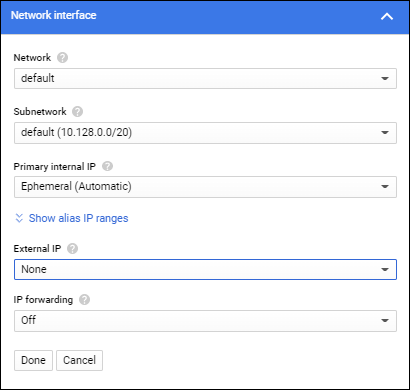 Network interface
Network ?
default
Subnetwork ?
default (10.128.0.0/20)
Primary internal IP ?
Ephemeral (Automatic)
Show alias IP ranges
External IP ?
None
IP forwarding ?
Off
Done Cancel